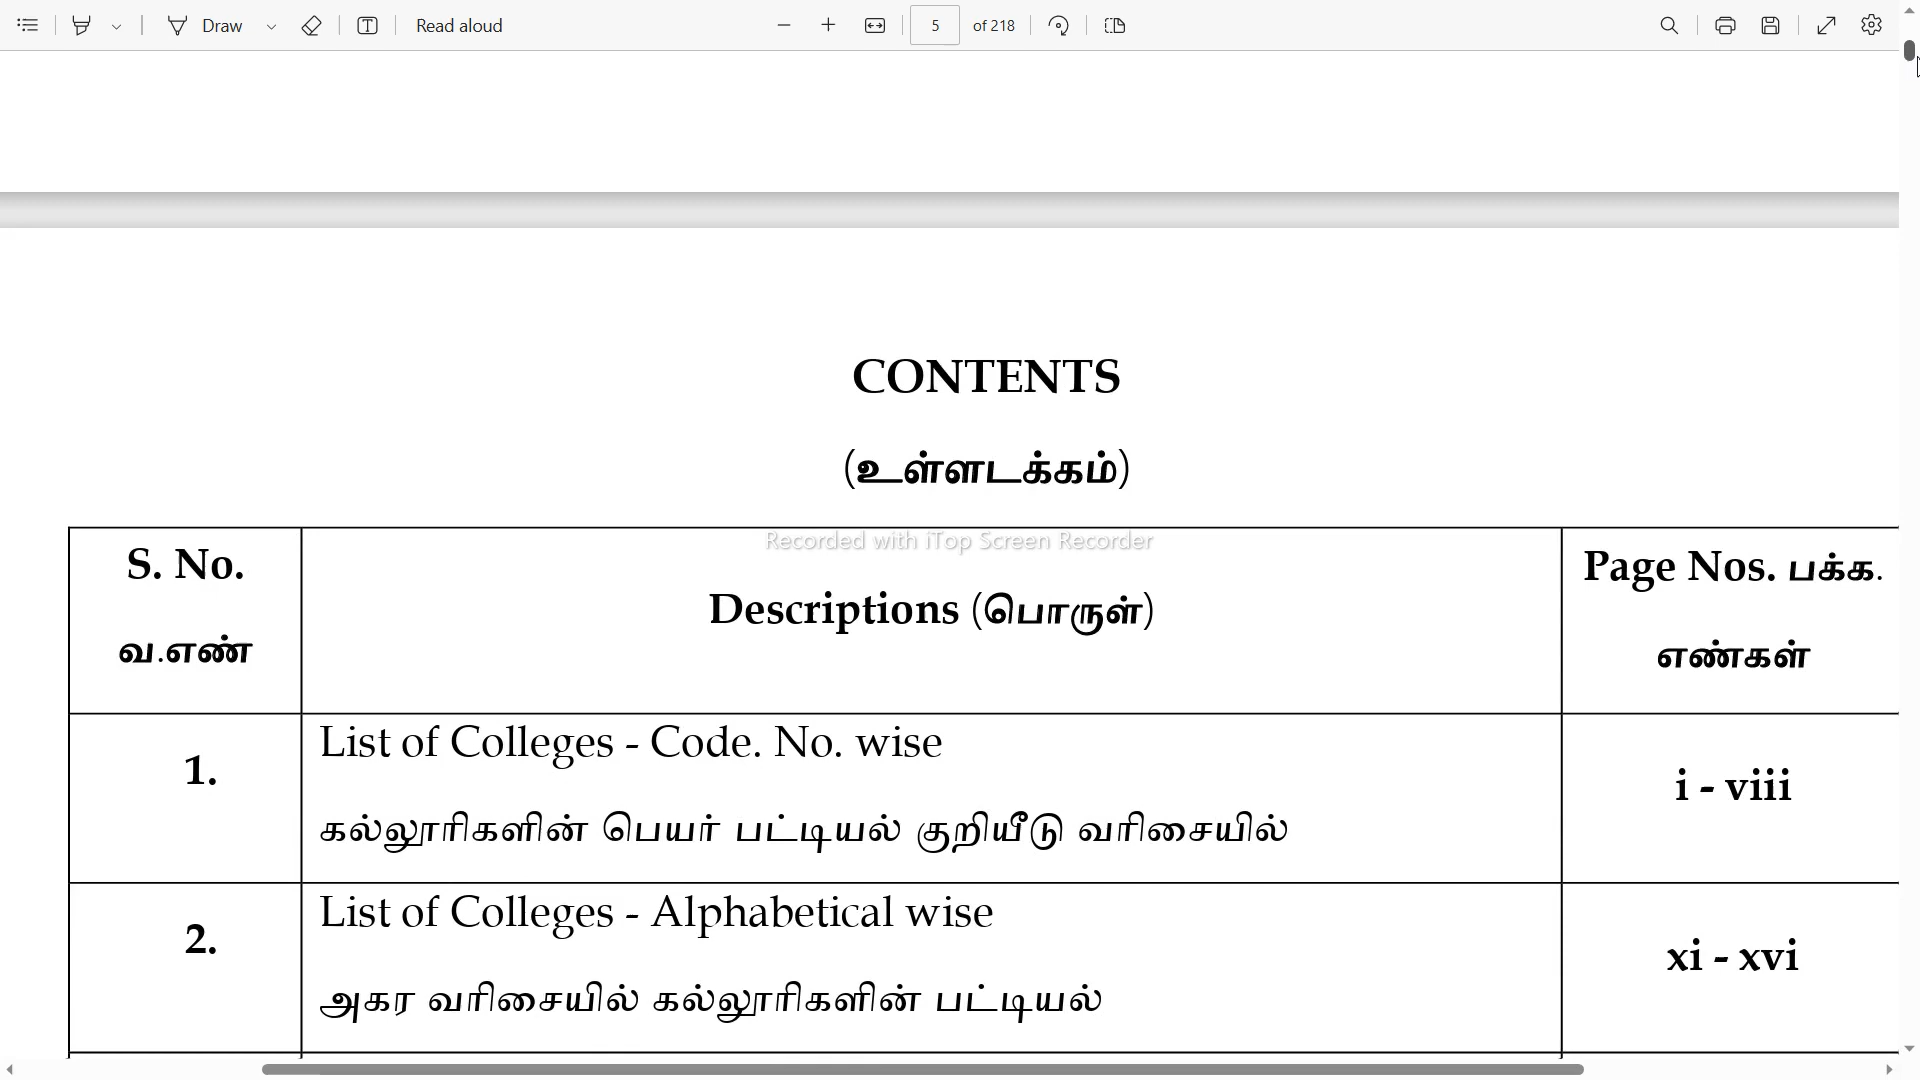 Draw
Read aloud
5 of 218
CONTENTS
(உள்ளடக்கம்)
Recorded with iTop Screen Recorder
S. No.
வ.எண்
Descriptions (பொருள்)
Page Nos. பக்க.
எண்கள்
1.
List of Colleges - Code. No. wise
கல்லூரிகளின் பெயர் பட்டியல் குறியீடு வரிசையில்
i - viii
2.
List of Colleges - Alphabetical wise
அகர வரிசையில் கல்லூரிகளின் பட்டியல்
xi - xvi